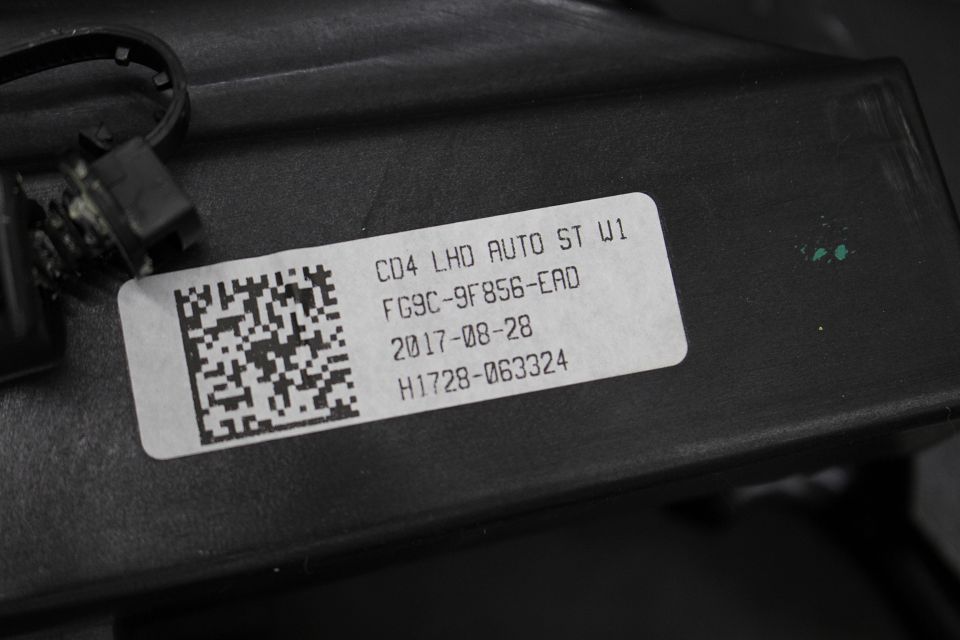 CD4 LHD AUTO ST W1
FG9C-9F856-EAD
2017-08-28
H1728-063324